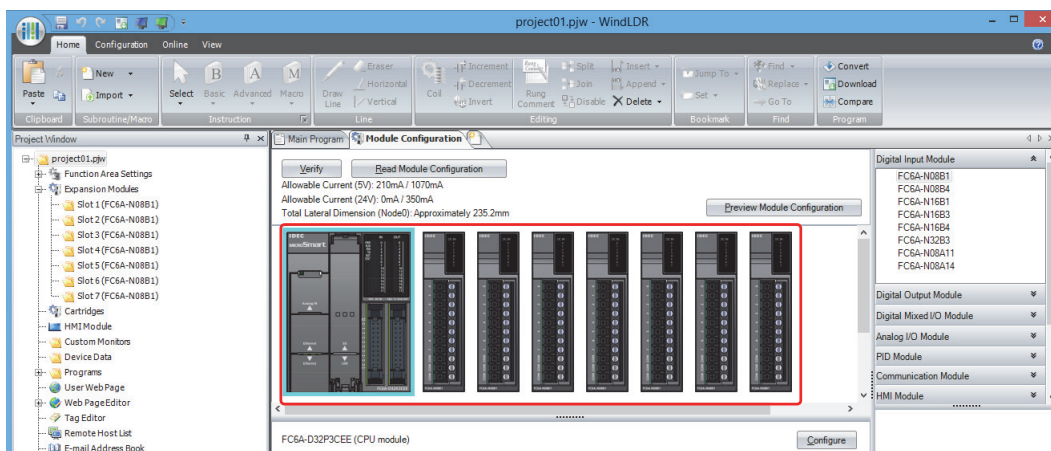 project01.pjw - WindLDR
Home Configuration Online View
Paste New Import Select Basic Advanced Macro Draw Line Eraser Horizontal Vertical Coil Increment Decrement Invert Rung Comment Split Join Disable Insert Append Delete Jump To Set Find Replace Go To Convert Download Compare
Clipboard Subroutine/Macro Instruction Line Editing Bookmark Find Program
Project Window
project01.pjw
Function Area Settings
Expansion Modules
Slot 1 (FC6A-N08B1)
Slot 2 (FC6A-N08B1)
Slot 3 (FC6A-N08B1)
Slot 4 (FC6A-N08B1)
Slot 5 (FC6A-N08B1)
Slot 6 (FC6A-N08B1)
Slot 7 (FC6A-N08B1)
Cartridges
HMI Module
Custom Monitors
Device Data
Programs
User Web Page
Web PageEditor
Tag Editor
Remote Host List
E-mail Address Book
Main Program Module Configuration
Verify Read Module Configuration
Allowable Current (5V): 210mA / 1070mA
Allowable Current (24V): 0mA / 350mA
Total Lateral Dimension (Node0): Approximately 235.2mm
Preview Module Configuration
IDEC
MICROSmart
FC6A-D32P3CEE (CPU module)
Configure
Digital Input Module
FC6A-N08B1
FC6A-N08B4
FC6A-N16B1
FC6A-N16B3
FC6A-N16B4
FC6A-N32B3
FC6A-N08A11
FC6A-N08A14
Digital Output Module
Digital Mixed I/O Module
Analog I/O Module
PID Module
Communication Module
HMI Module